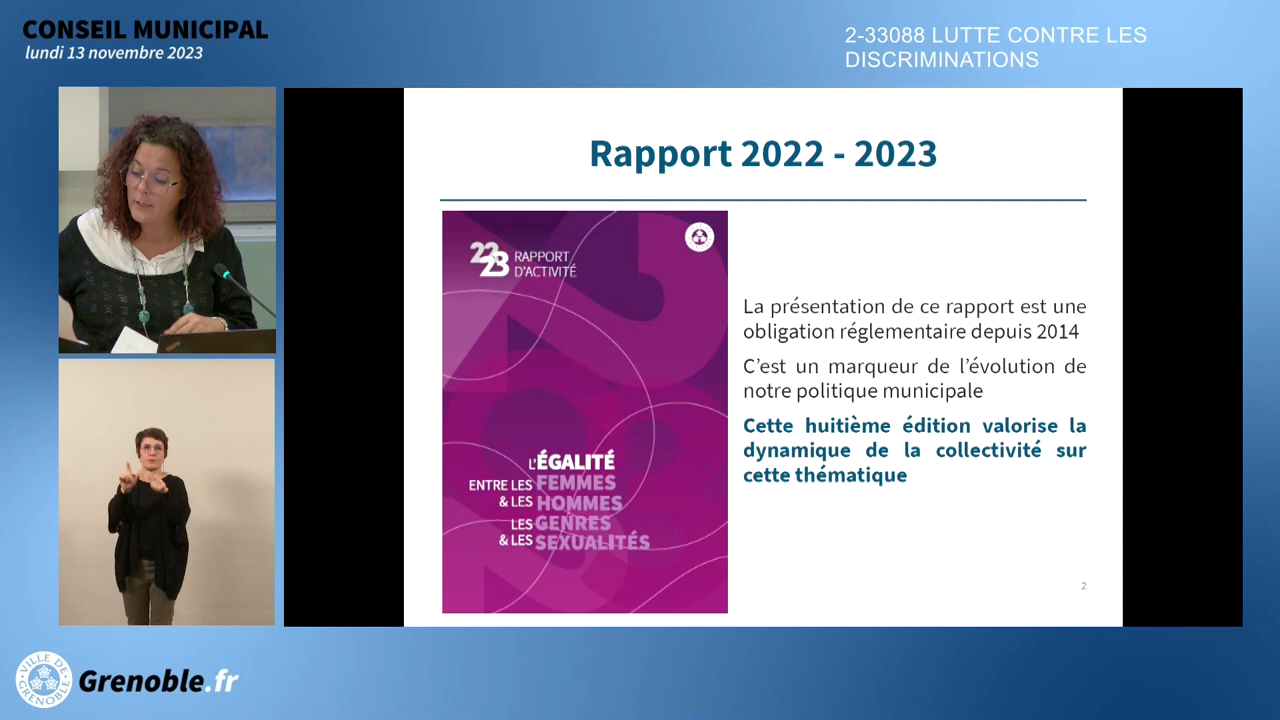 CONSEIL MUNICIPAL
lundi 13 novembre 2023
2-33088 LUTTE CONTRE LES
DISCRIMINATIONS
Rapport 2022 - 2023
22
23
RAPPORT
D'ACTIVITÉ
L'ÉGALITÉ
ENTRE LES FEMMES
& LES HOMMES
LES GENRES
& LES SEXUALITÉS
La présentation de ce rapport est une
obligation réglementaire depuis 2014
C'est un marqueur de l'évolution de
notre politique municipale
Cette huitième édition valorise la
dynamique de la collectivité sur
cette thématique
2
VILLE DE
GRENOBLE
Grenoble.fr